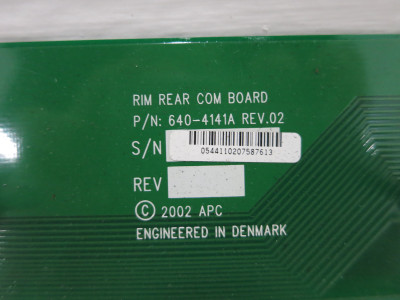 RIM REAR COM BOARD
P/N: 640-4141A REV.02
S/N
0544110207587613
REV
© 2002 APC
ENGINEERED IN DENMARK